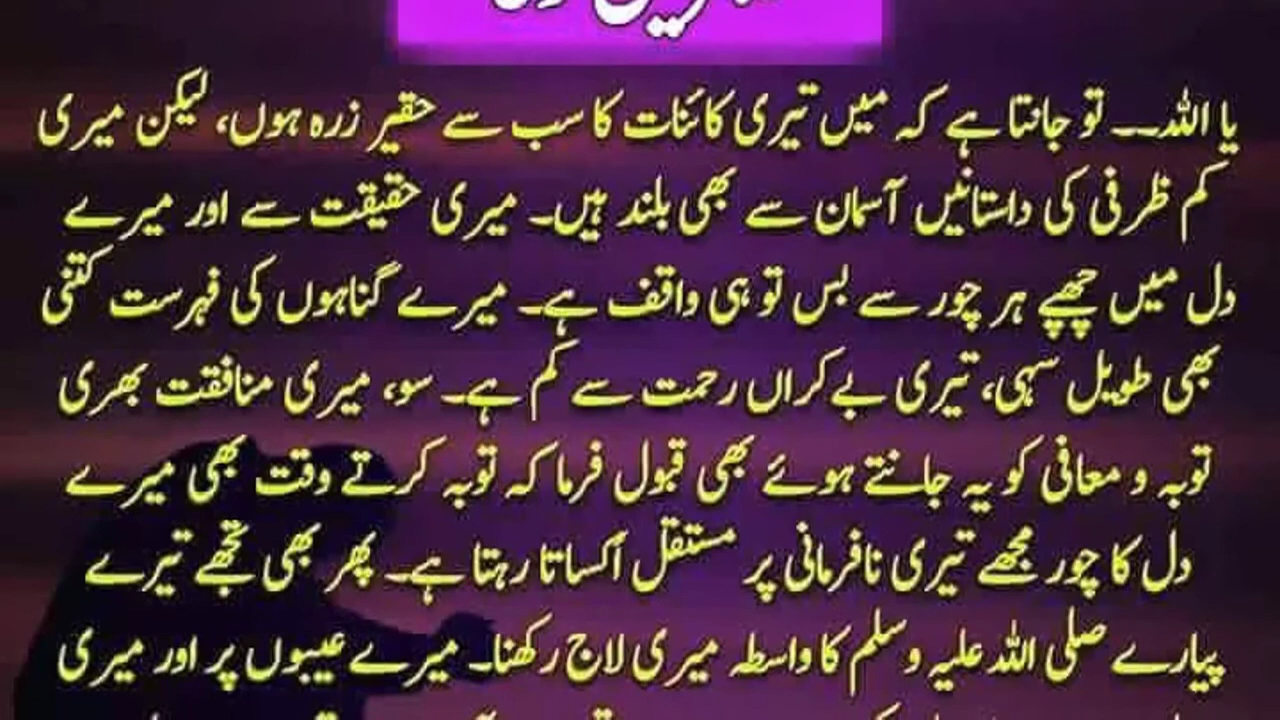 یا اللہ۔۔۔ تو جانتا ہے کہ میں تیری کائنات کا سب سے حقیر زرہ ہوں، لیکن میری
کم ظرفی کی داستانیں آسمان سے بھی بلند ہیں۔ میری حقیقت سے اور میرے
دل میں چھپے ہر چور سے بس تو ہی واقف ہے۔ میرے گناہوں کی فہرست کتنی
بھی طویل سہی، تیری بے کراں رحمت سے کم ہے۔ سو، میری منافقت بھری
توبہ و معافی کو یہ جانتے ہوئے بھی قبول فرما کہ توبہ کرتے وقت بھی میرے
دل کا چور مجھے تیری نافرمانی پر مستقل اُکساتا رہتا ہے۔ پھر بھی تجھے تیرے
پیارے صلی اللہ علیہ وسلم کا واسطہ میری لاج رکھنا۔ میرے عیبوں پر اور میری